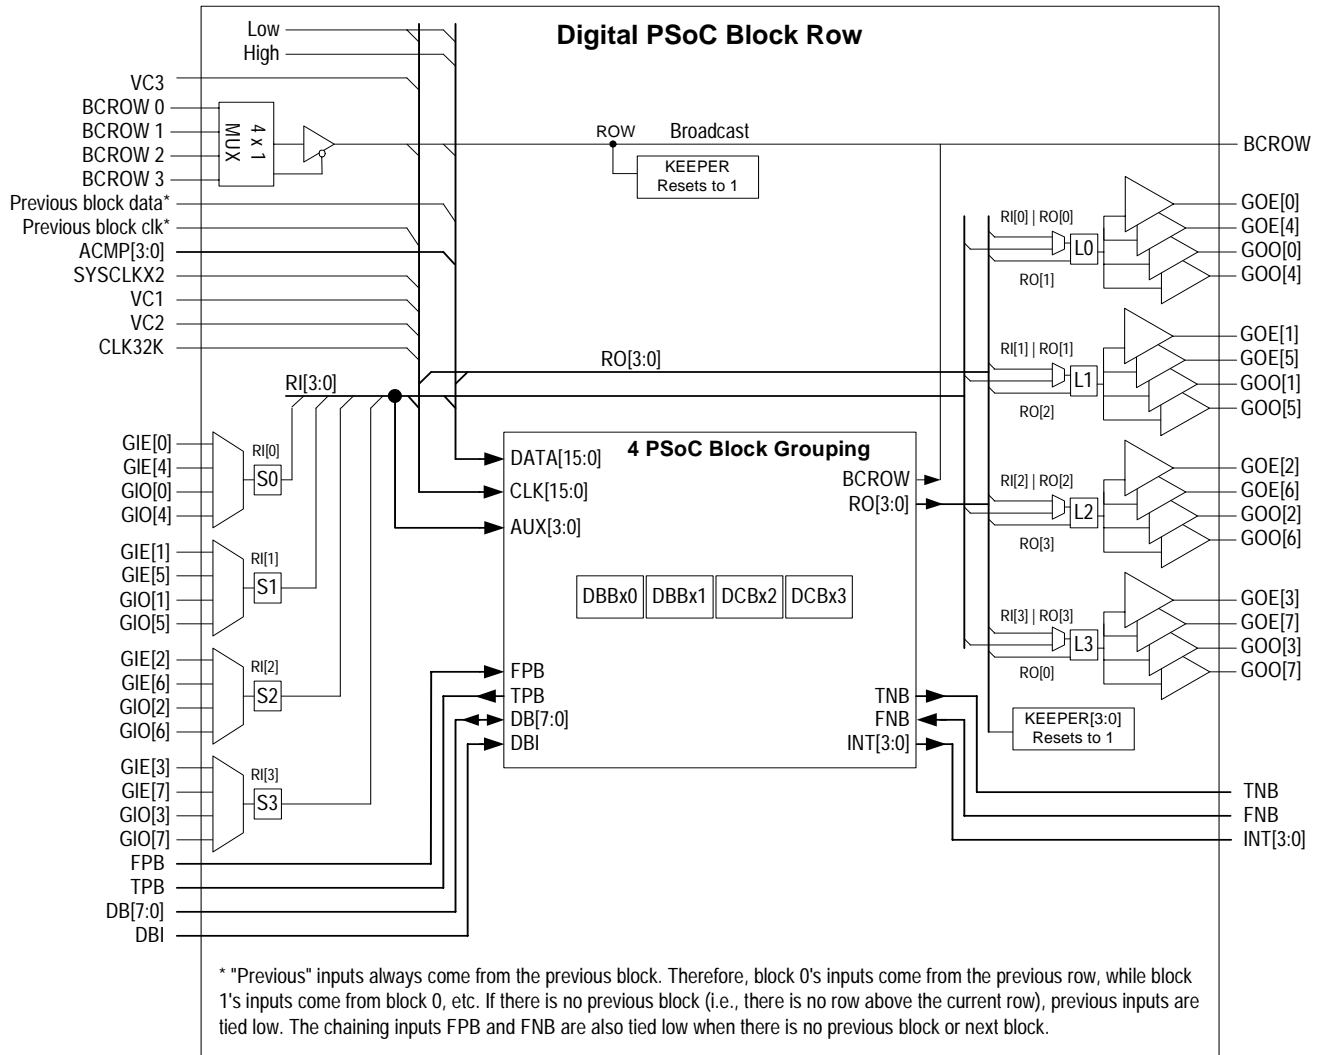 Digital PSoC Block Row
Low
High
VC3
BCROW 0
BCROW 1
BCROW 2
BCROW 3
4 x 1
MUX
ROW
Broadcast
KEEPER
Resets to 1
BCROW
Previous block data*
Previous block clk*
ACMP[3:0]
SYSCLKX2
VC1
VC2
CLK32K
RI[0] | RO[0]
L0
RO[1]
GOE[0]
GOE[4]
GOO[0]
GOO[4]
RI[1] | RO[1]
L1
RO[2]
GOE[1]
GOE[5]
GOO[1]
GOO[5]
RO[3:0]
RI[3:0]
GIE[0]
GIE[4]
GIO[0]
GIO[4]
RI[0]
S0
GIE[1]
GIE[5]
GIO[1]
GIO[5]
RI[1]
S1
GIE[2]
GIE[6]
GIO[2]
GIO[6]
RI[2]
S2
GIE[3]
GIE[7]
GIO[3]
GIO[7]
RI[3]
S3
4 PSoC Block Grouping
DATA[15:0]
CLK[15:0]
AUX[3:0]
BCROW
RO[3:0]
DBBx0
DBBx1
DCBx2
DCBx3
FPB
TPB
DB[7:0]
DBI
TNB
FNB
INT[3:0]
RI[2] | RO[2]
L2
RO[3]
GOE[2]
GOE[6]
GOO[2]
GOO[6]
RI[3] | RO[3]
L3
RO[0]
GOE[3]
GOE[7]
GOO[3]
GOO[7]
KEEPER[3:0]
Resets to 1
TNB
FNB
INT[3:0]
FPB
TPB
DB[7:0]
DBI
* "Previous" inputs always come from the previous block. Therefore, block 0's inputs come from the previous row, while block
1's inputs come from block 0, etc. If there is no previous block (i.e., there is no row above the current row), previous inputs are
tied low. The chaining inputs FPB and FNB are also tied low when there is no previous block or next block.